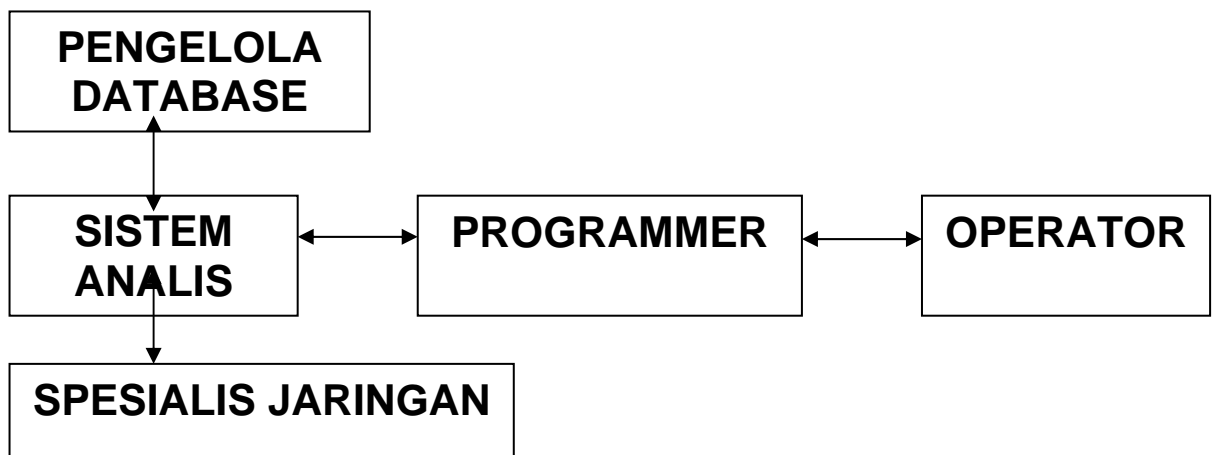 PENGELOLA
DATABASE
SISTEM
ANALIS
PROGRAMMER
OPERATOR
SPESIALIS JARINGAN